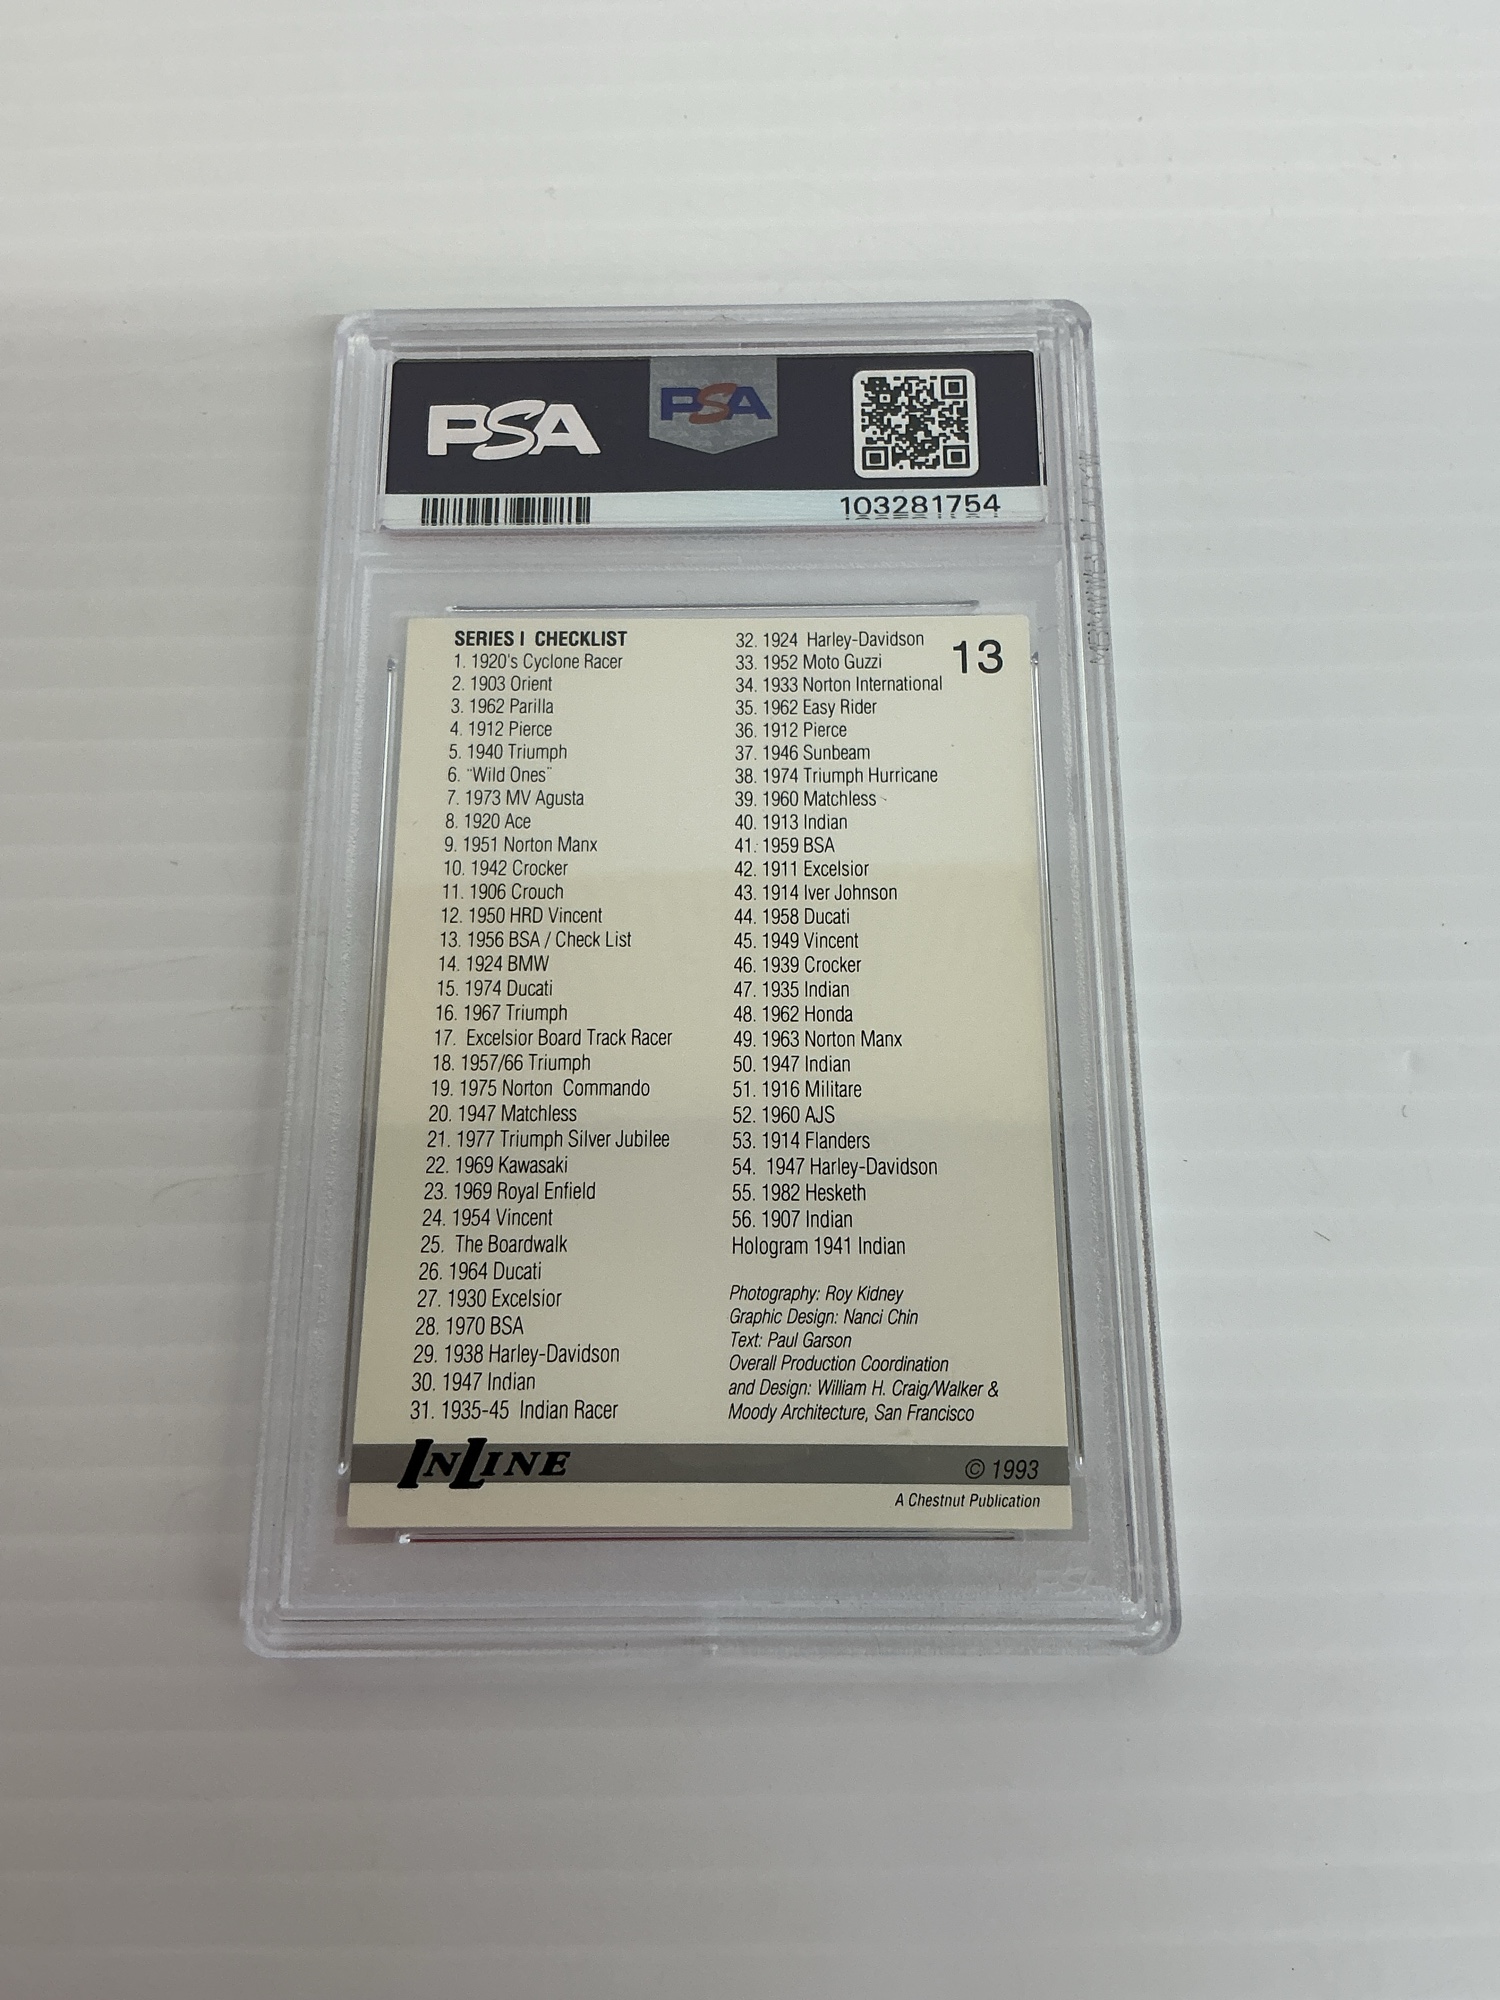 PSA
PSA
103281754
SERIES I CHECKLIST
1. 1920's Cyclone Racer
2. 1903 Orient
3. 1962 Parilla
4. 1912 Pierce
5. 1940 Triumph
6. "Wild Ones"
7. 1973 MV Agusta
8. 1920 Ace
9. 1951 Norton Manx
10. 1942 Crocker
11. 1906 Crouch
12. 1950 HRD Vincent
13. 1956 BSA / Check List
14. 1924 BMW
15. 1974 Ducati
16. 1967 Triumph
17. Excelsior Board Track Racer
18. 1957/66 Triumph
19. 1975 Norton Commando
20. 1947 Matchless
21. 1977 Triumph Silver Jubilee
22. 1969 Kawasaki
23. 1969 Royal Enfield
24. 1954 Vincent
25. The Boardwalk
26. 1964 Ducati
27. 1930 Excelsior
28. 1970 BSA
29. 1938 Harley-Davidson
30. 1947 Indian
31. 1935-45 Indian Racer
32. 1924 Harley-Davidson
33. 1952 Moto Guzzi
34. 1933 Norton International
35. 1962 Easy Rider
36. 1912 Pierce
37. 1946 Sunbeam
38. 1974 Triumph Hurricane
39. 1960 Matchless
40. 1913 Indian
41. 1959 BSA
42. 1911 Excelsior
43. 1914 Iver Johnson
44. 1958 Ducati
45. 1949 Vincent
46. 1939 Crocker
47. 1935 Indian
48. 1962 Honda
49. 1963 Norton Manx
50. 1947 Indian
51. 1916 Militare
52. 1960 AJS
53. 1914 Flanders
54. 1947 Harley-Davidson
55. 1982 Hesketh
56. 1907 Indian
Hologram 1941 Indian
13
Photography: Roy Kidney
Graphic Design: Nanci Chin
Text: Paul Garson
Overall Production Coordination
and Design: William H. Craig/Walker &
Moody Architecture, San Francisco
INLINE
© 1993
A Chestnut Publication